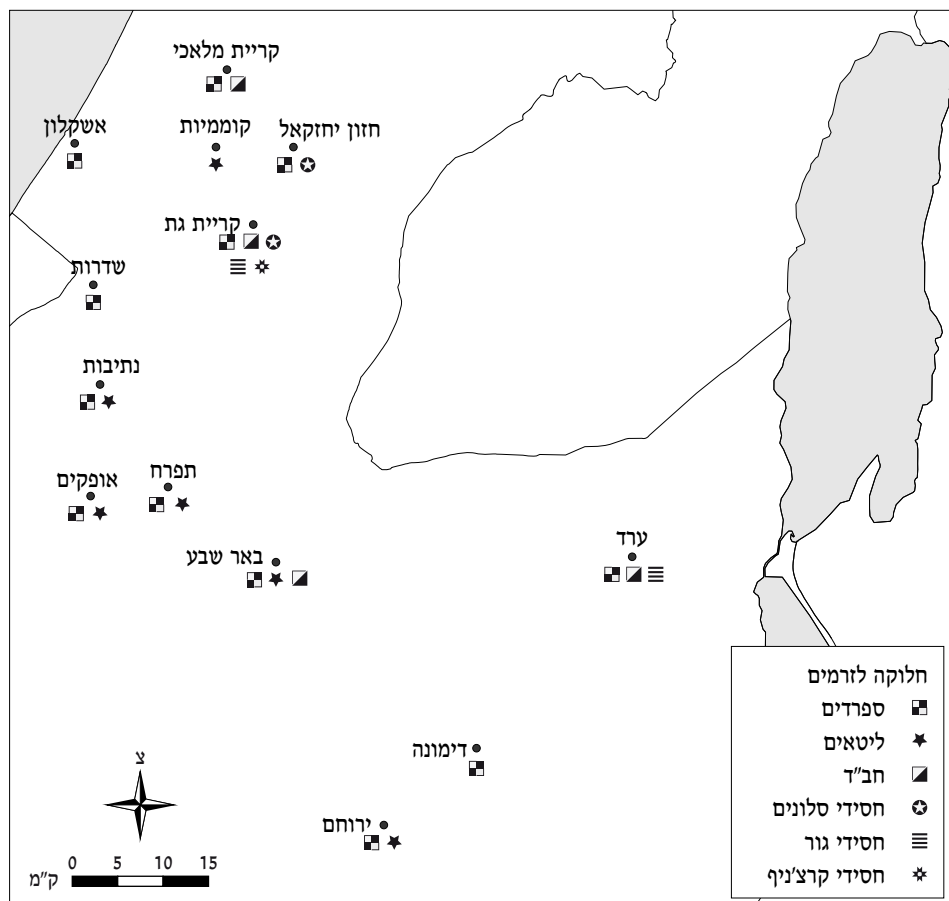 קריית מלאכי
אשקלון
קוממיות
חזון יחזקאל
קריית גת
שדרות
נתיבות
תפרח
אופקים
באר שבע
ערד
דימונה
ירוחם
חלוקה לזרמים
ספרדים
ליטאים
חב"ד
חסידי סלונים
חסידי גור
חסידי קרצ'ניף
צ
0 5 10 15
ק"מ